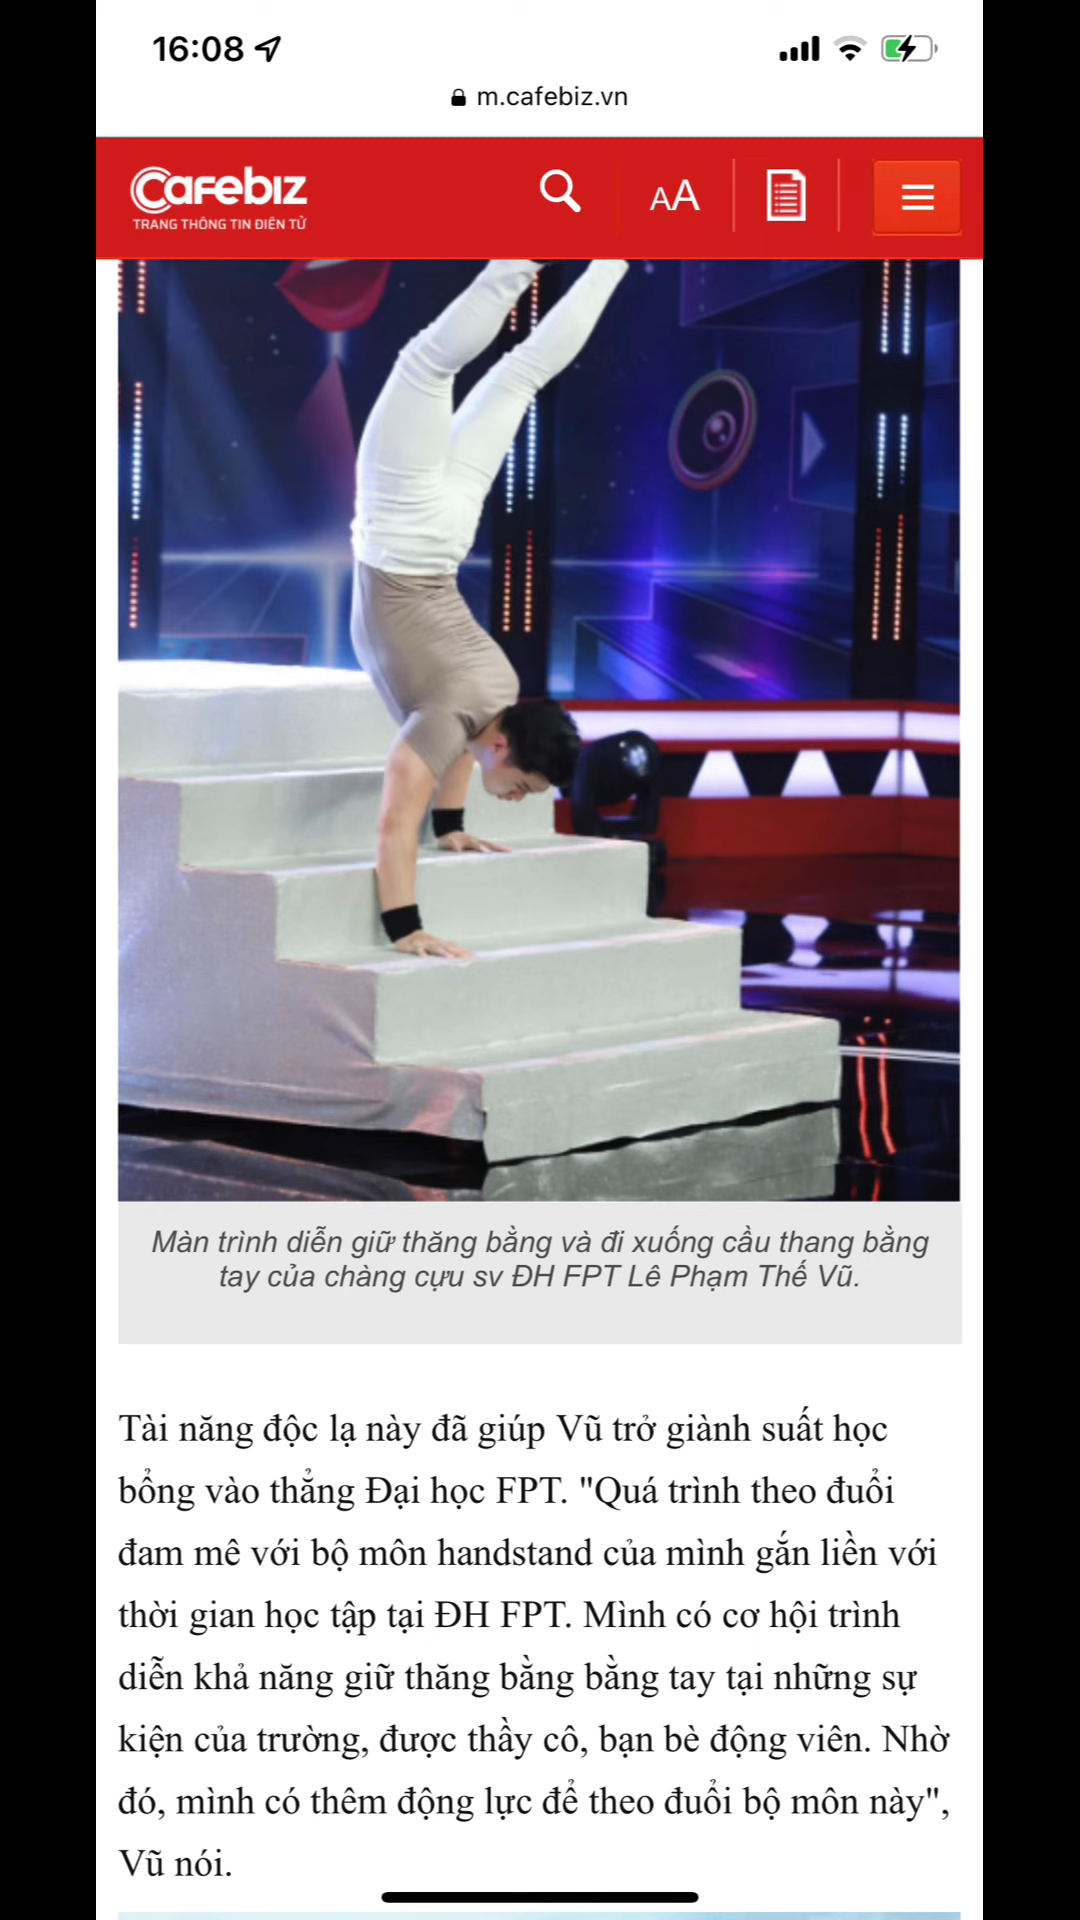 16:08
m.cafebiz.vn
Cafebiz
AA
TRANG THÔNG TIN ĐIỆN TỬ
Màn trình diễn giữ thăng bằng và đi xuống cầu thang bằng
tay của chàng cựu sv ĐH FPT Lê Phạm Thế Vũ.
Tài năng độc lạ này đã giúp Vũ trở giành suất học
bổng vào thẳng Đại học FPT. "Quá trình theo đuổi
đam mê với bộ môn handstand của mình gắn liền với
thời gian học tập tại ĐH FPT. Mình có cơ hội trình
diễn khả năng giữ thăng bằng bằng tay tại những sự
kiện của trường, được thầy cô, bạn bè động viên. Nhờ
đó, mình có thêm động lực để theo đuổi bộ môn này",
Vũ nói.